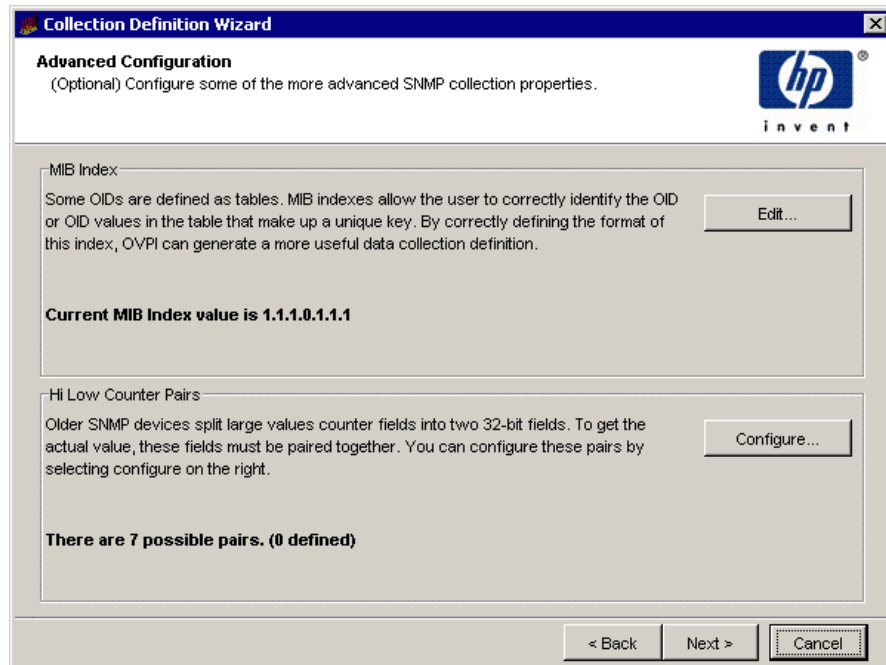 Collection Definition Wizard
Advanced Configuration
(Optional) Configure some of the more advanced SNMP collection properties.
hp
®
invent
MIB Index
Some OIDs are defined as tables. MIB indexes allow the user to correctly identify the OID
or OID values in the table that make up a unique key. By correctly defining the format of
this index, OVPI can generate a more useful data collection definition.
Edit...
Current MIB Index value is 1.1.1.0.1.1.1
Hi Low Counter Pairs
Older SNMP devices split large values counter fields into two 32-bit fields. To get the
actual value, these fields must be paired together. You can configure these pairs by
selecting configure on the right.
Configure...
There are 7 possible pairs. (0 defined)
< Back
Next >
Cancel